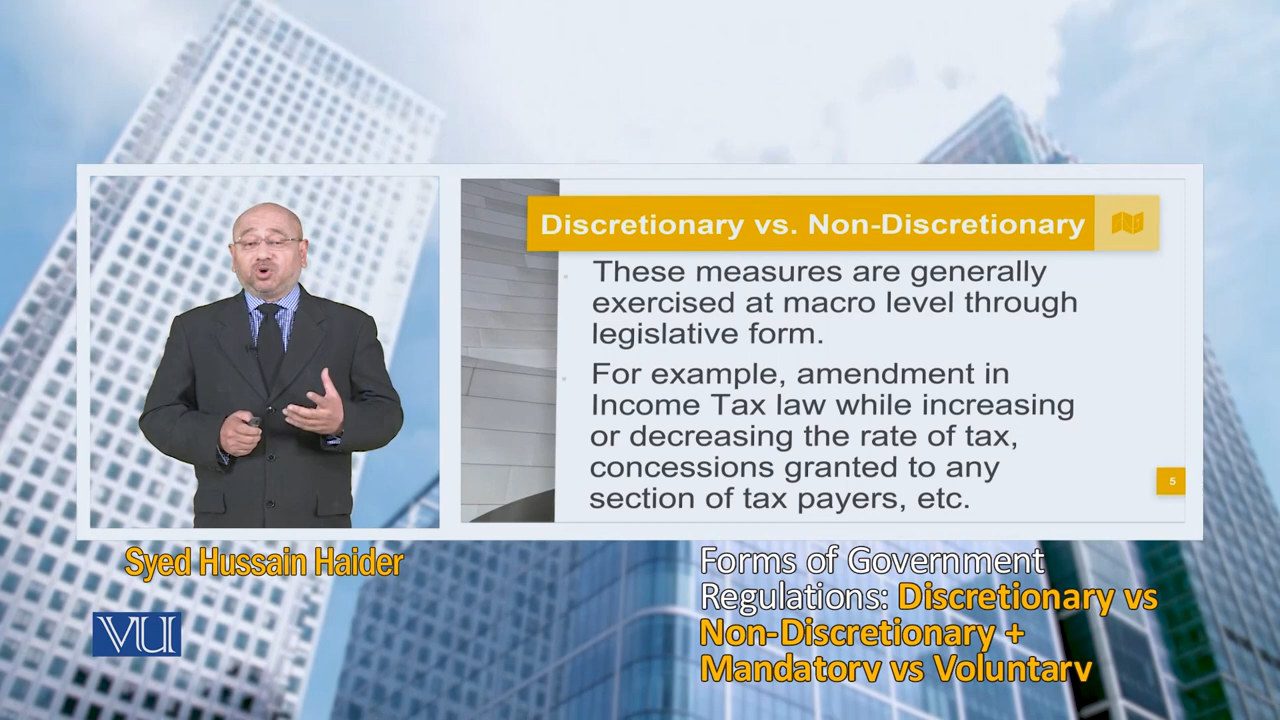 Discretionary vs. Non-Discretionary
These measures are generally
exercised at macro level through
legislative form.
For example, amendment in
Income Tax law while increasing
or decreasing the rate of tax,
concessions granted to any
section of tax payers, etc.
5
Syed Hussain Haider
VU
Forms of Government
Regulations: Discretionary vs
Non-Discretionary +
Mandatory vs Voluntary